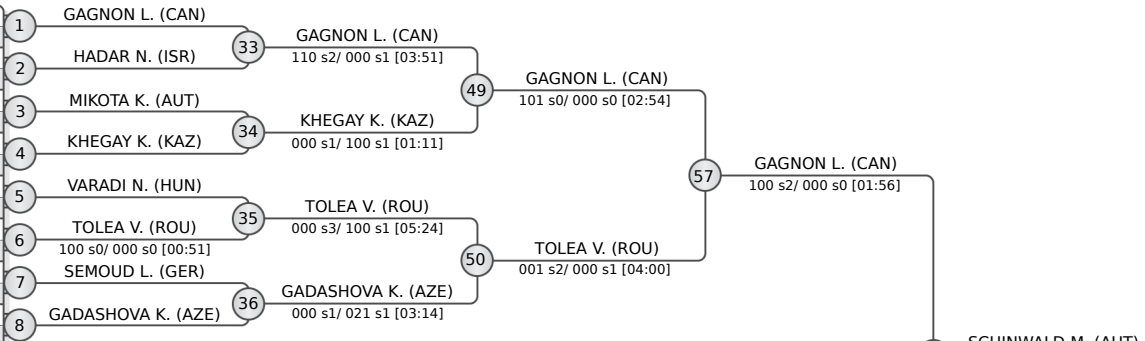 1
GAGNON L. (CAN)
2
HADAR N. (ISR)
33
GAGNON L. (CAN)
110 s2/ 000 s1 [03:51]
3
MIKOTA K. (AUT)
4
KHEGAY K. (KAZ)
34
KHEGAY K. (KAZ)
000 s1/ 100 s1 [01:11]
49
GAGNON L. (CAN)
101 s0/ 000 s0 [02:54]
5
VARADI N. (HUN)
6
TOLEA V. (ROU)
100 s0/ 000 s0 [00:51]
35
TOLEA V. (ROU)
000 s3/ 100 s1 [05:24]
7
SEMOUD L. (GER)
8
GADASHOVA K. (AZE)
36
GADASHOVA K. (AZE)
000 s1/ 021 s1 [03:14]
50
TOLEA V. (ROU)
001 s2/ 000 s1 [04:00]
57
GAGNON L. (CAN)
100 s2/ 000 s0 [01:56]
SCHINWALD M. (AUT)